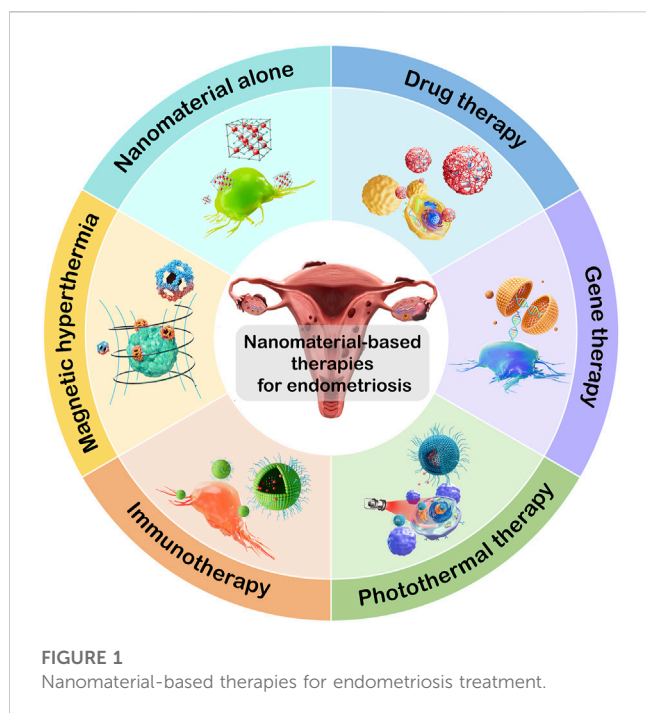 Nanomaterial alone
Drug therapy
Gene therapy
Photothermal therapy
Immunotherapy
Magnetic hyperthermia
Nanomaterial-based
therapies
for endometriosis
FIGURE 1
Nanomaterial-based therapies for endometriosis treatment.